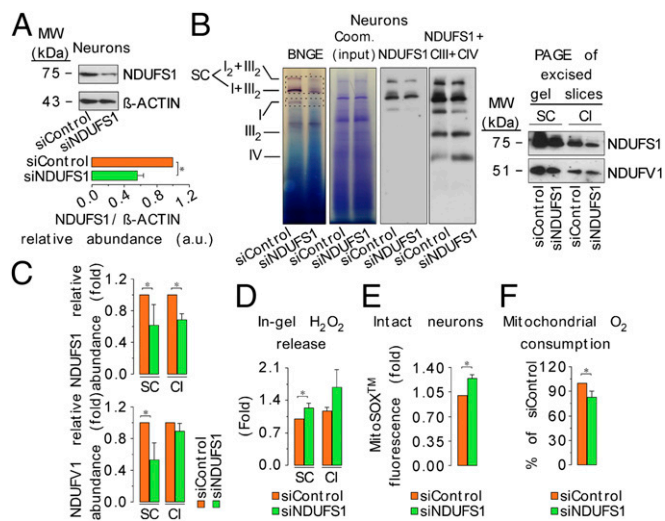 A
MW
(kDa)
Neurons
75
NDUFS1
43
ß-ACTIN
siControl
siNDUFS1
siControl
siNDUFS1
*
0.0
0.4
0.8
1.2
NDUFS1/ ß-ACTIN
relative abundance (a.u.)
B
Neurons
BNGE
Coom.
(input)
NDUFS1
NDUFS1+
CIII+CIV
SC
I2+III2
I+III2
I
III2
IV
siControl
siNDUFS1
siControl
siNDUFS1
siControl
siNDUFS1
siControl
siNDUFS1
PAGE of
excised
gel slices
MW
(kDa)
SC
CI
75
NDUFS1
51
NDUFV1
siControl
siNDUFS1
siControl
siNDUFS1
C
NDUFS1 relative
abundance (fold)
1.2
0.8
0.4
0.0
*
*
SC
CI
NDUFV1 relative
abundance (fold)
1.2
0.8
0.4
0.0
*
SC
CI
siControl
siNDUFS1
D
In-gel H2O2
release
(Fold)
2.2
1.6
1.1
0.6
0.0
*
SC
CI
siControl
siNDUFS1
E
Intact neurons
MitoSOX™
fluorescence (fold)
1.40
1.05
0.70
0.35
0.00
*
siControl
siNDUFS1
F
Mitochondrial O2
consumption
% of siControl
120
90
60
30
0
*
siControl
siNDUFS1